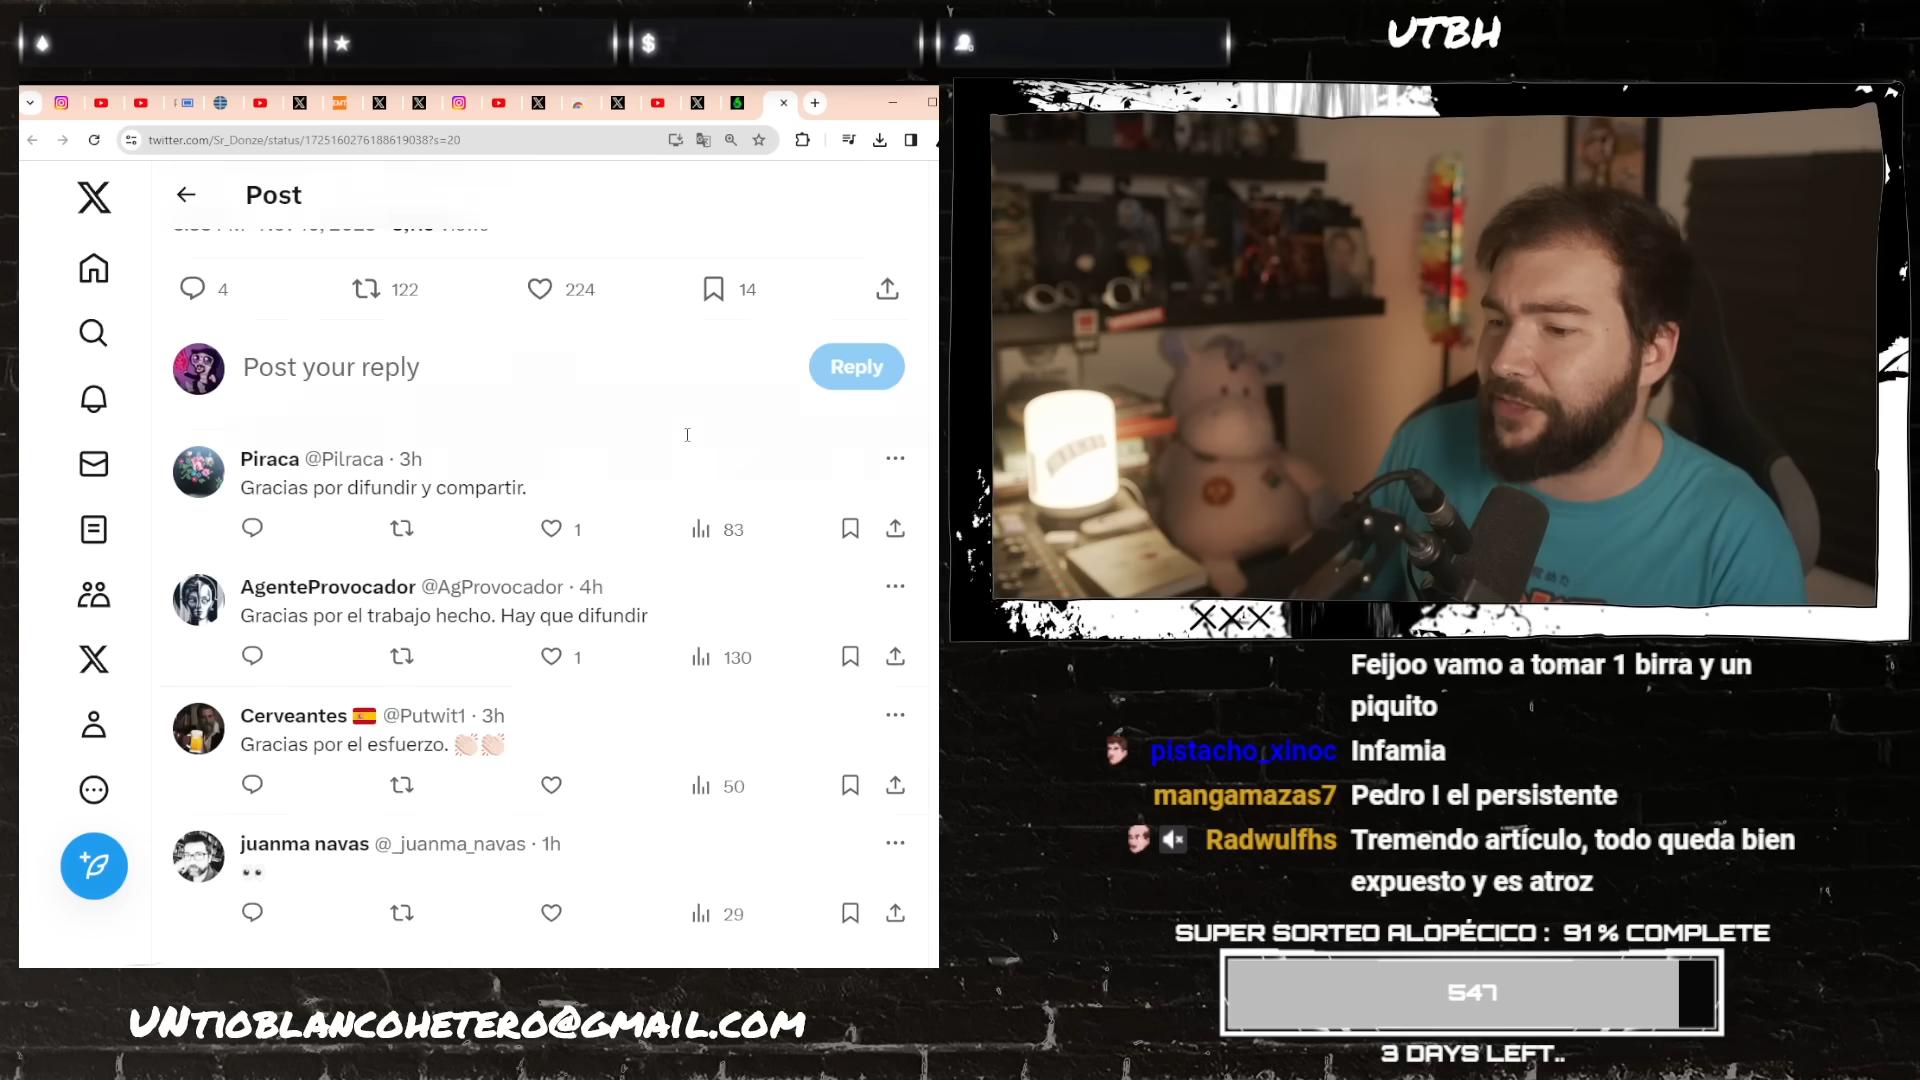 UTBH
twitter.com/Sr_Donze/status/1725160276188619038?s=20
Post
4
122
224
14
Post your reply
Reply
Piraca @Pilraca · 3h
Gracias por difundir y compartir.
1
83
AgenteProvocador @AgProvocador · 4h
Gracias por el trabajo hecho. Hay que difundir
1
130
Cerveantes 🇪🇸 @Putwit1 · 3h
Gracias por el esfuerzo. 👏🏻👏🏻
50
juanma navas @_juanma_navas · 1h
👀
29
Feijoo vamo a tomar 1 birra y un
piquito
pistacho_xinoc Infamia
mangamazas7 Pedro I el persistente
Radwulfhs Tremendo artículo, todo queda bien
expuesto y es atroz
SUPER SORTEO ALOPÉCICO : 91% COMPLETE
547
3 DAYS LEFT..
UNTIOBLANCOHETERO@GMAIL.COM